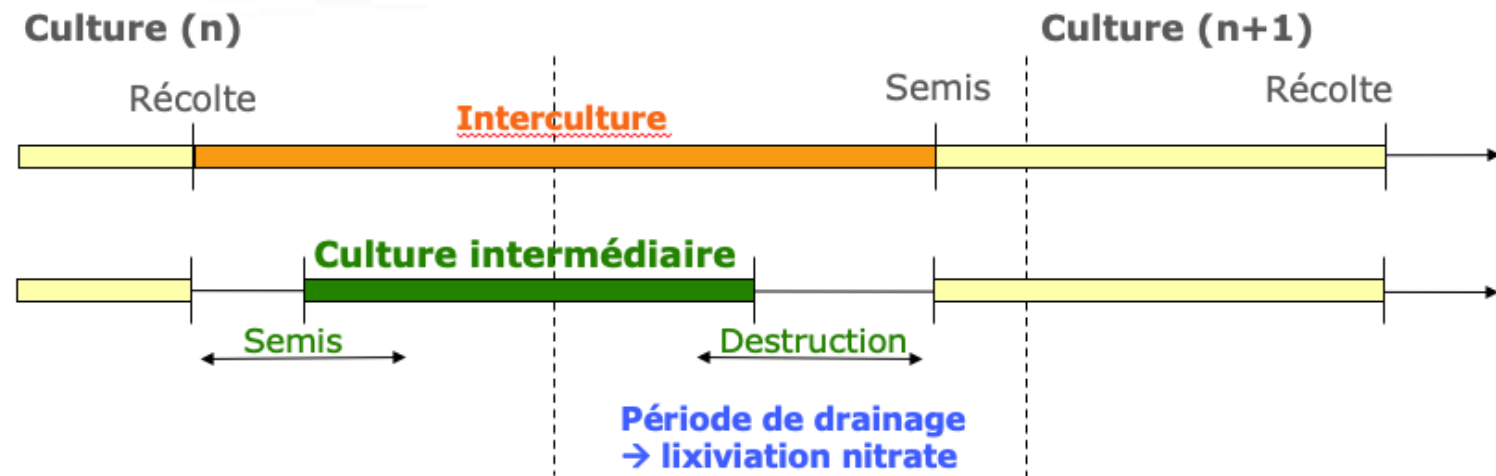 Culture (n)
Culture (n+1)
Récolte
Interculture
Semis
Récolte
Culture intermédiaire
Semis
Destruction
Période de drainage
→ lixiviation nitrate